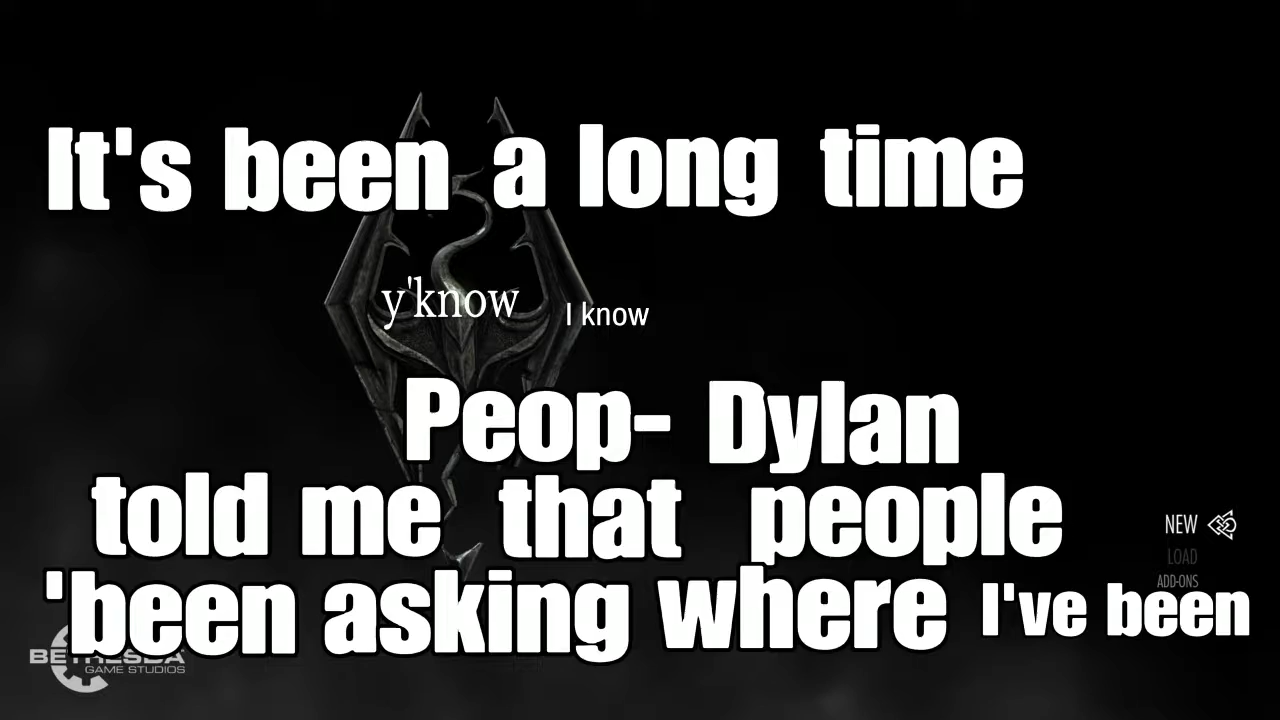 It's been a long time
y'know
I know
Peop- Dylan
told me that people
NEW
LOAD
ADD-ONS
'been asking where I've been
BETHESDA
GAME STUDIOS